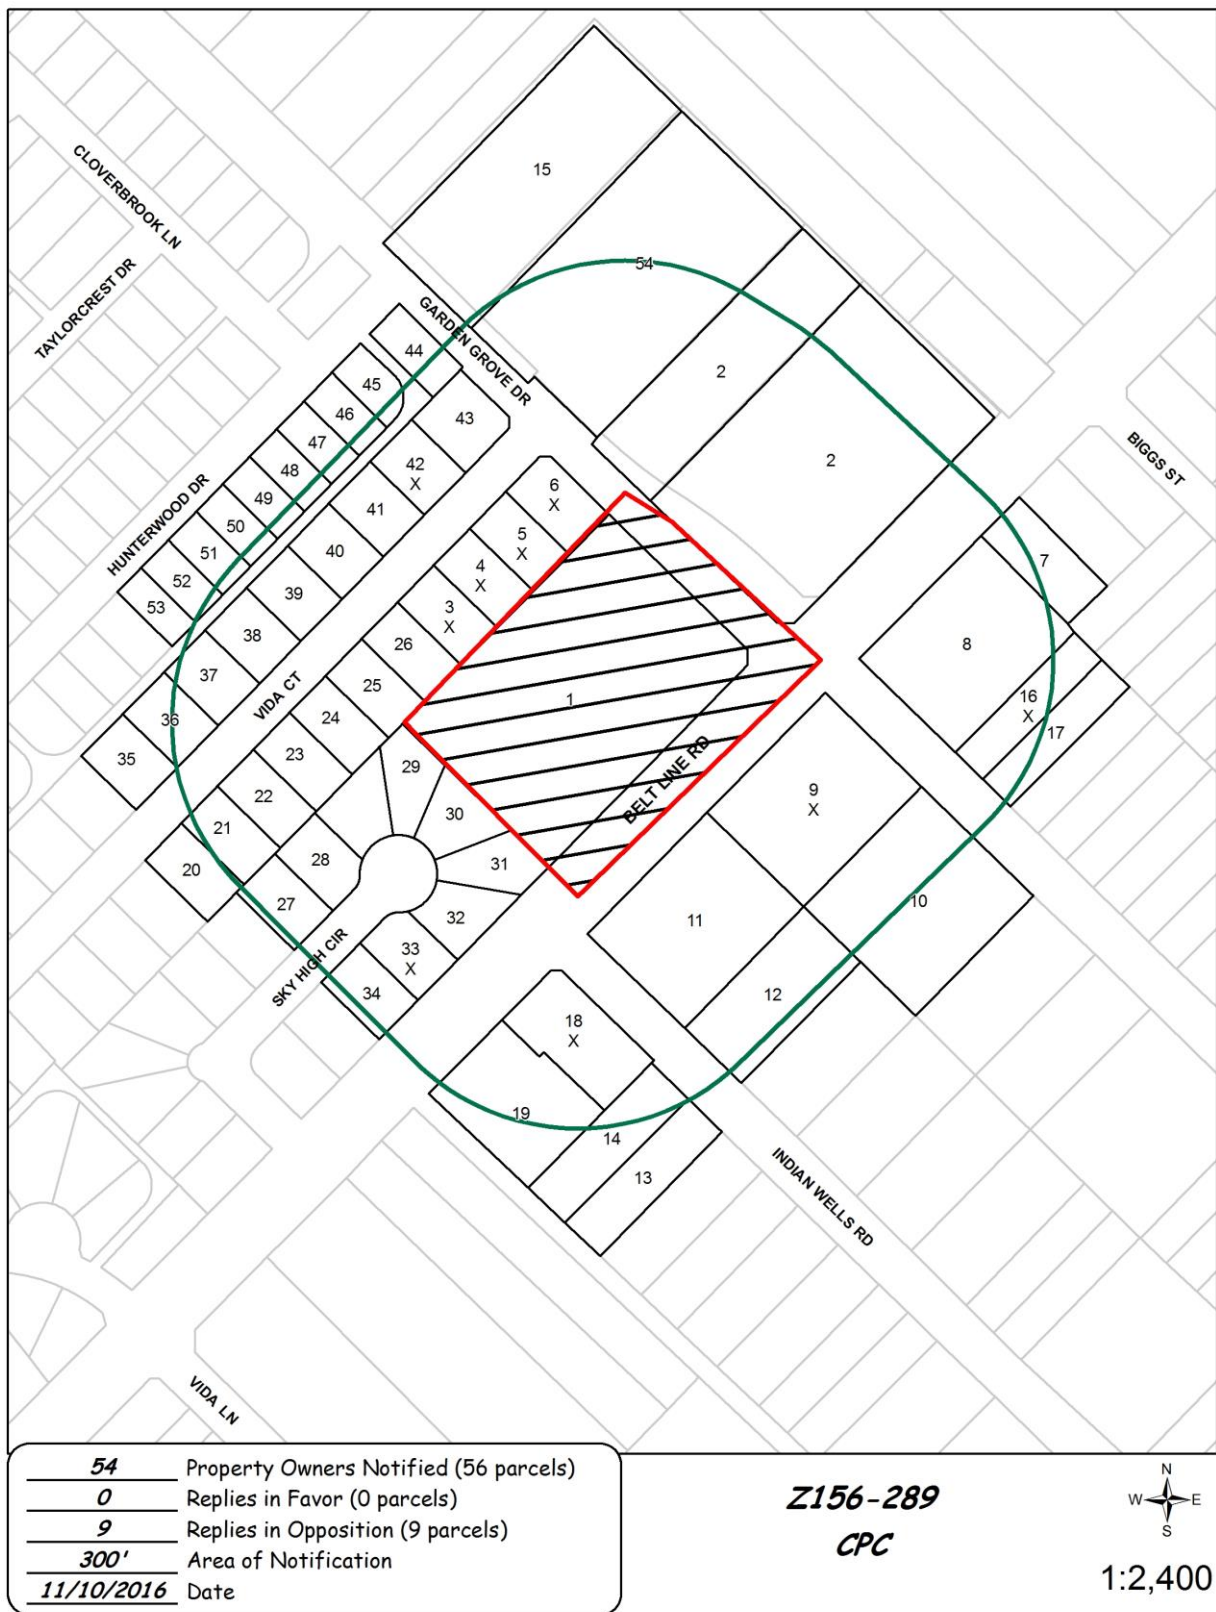 15
CLOVERBROOK LN
TAYLORCREST DR
54
GARDEN GROVE DR
44
45
2
46
43
47
42
X
48
2
BIGGS ST
49
41
6
X
HUNTERWOOD DR
50
40
5
X
51
39
4
X
7
52
38
3
X
53
26
8
37
25
1
16
X
VIDA CT
36
24
17
35
23
29
BELT LINE RD
9
X
22
30
21
28
31
20
27
32
11
10
33
X
SKY HIGH CIR
34
12
18
X
19
14
13
INDIAN WELLS RD
VIDA LN
54 Property Owners Notified (56 parcels)
0 Replies in Favor (0 parcels)
9 Replies in Opposition (9 parcels)
300' Area of Notification
11/10/2016 Date
Z156-289
CPC
N
W E
S
1:2,400